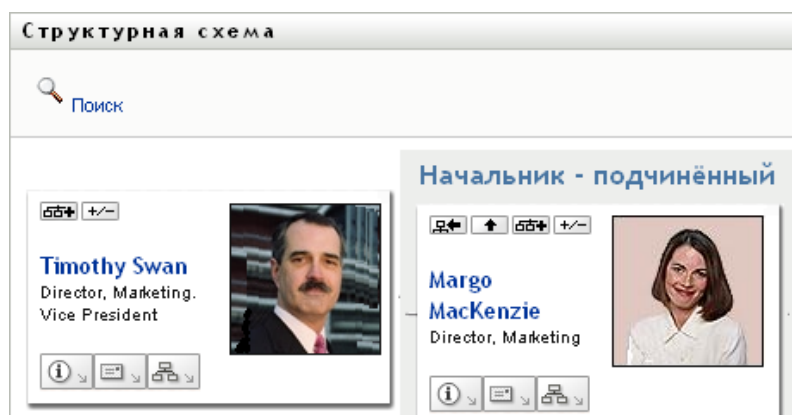 Структурная схема
Поиск
Начальник - подчинённый
Timothy Swan
Director, Marketing.
Vice President
Margo
MacKenzie
Director, Marketing